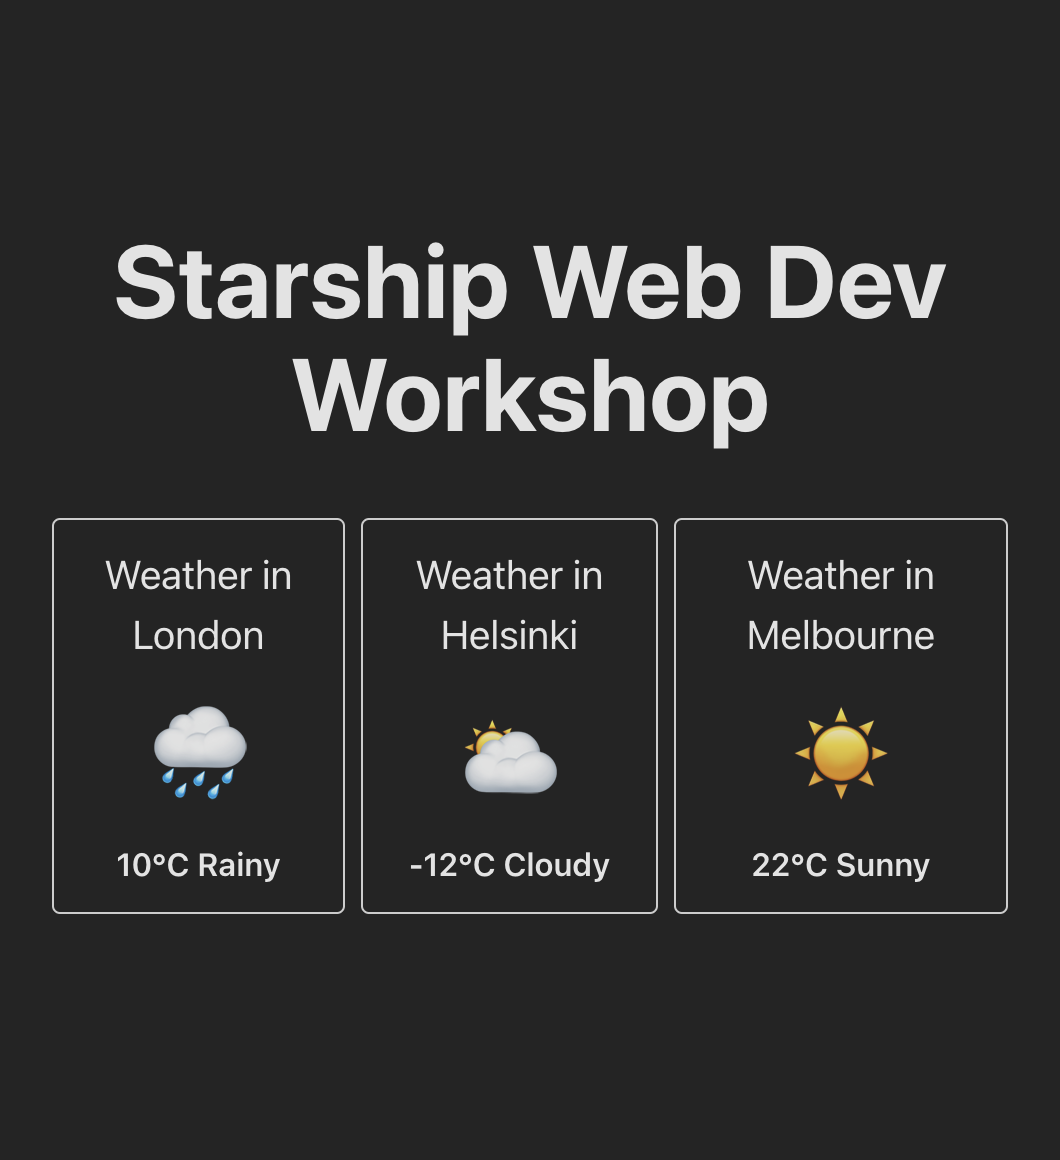 Starship Web Dev
Workshop
Weather in
London
10°C Rainy
Weather in
Helsinki
-12°C Cloudy
Weather in
Melbourne
22°C Sunny